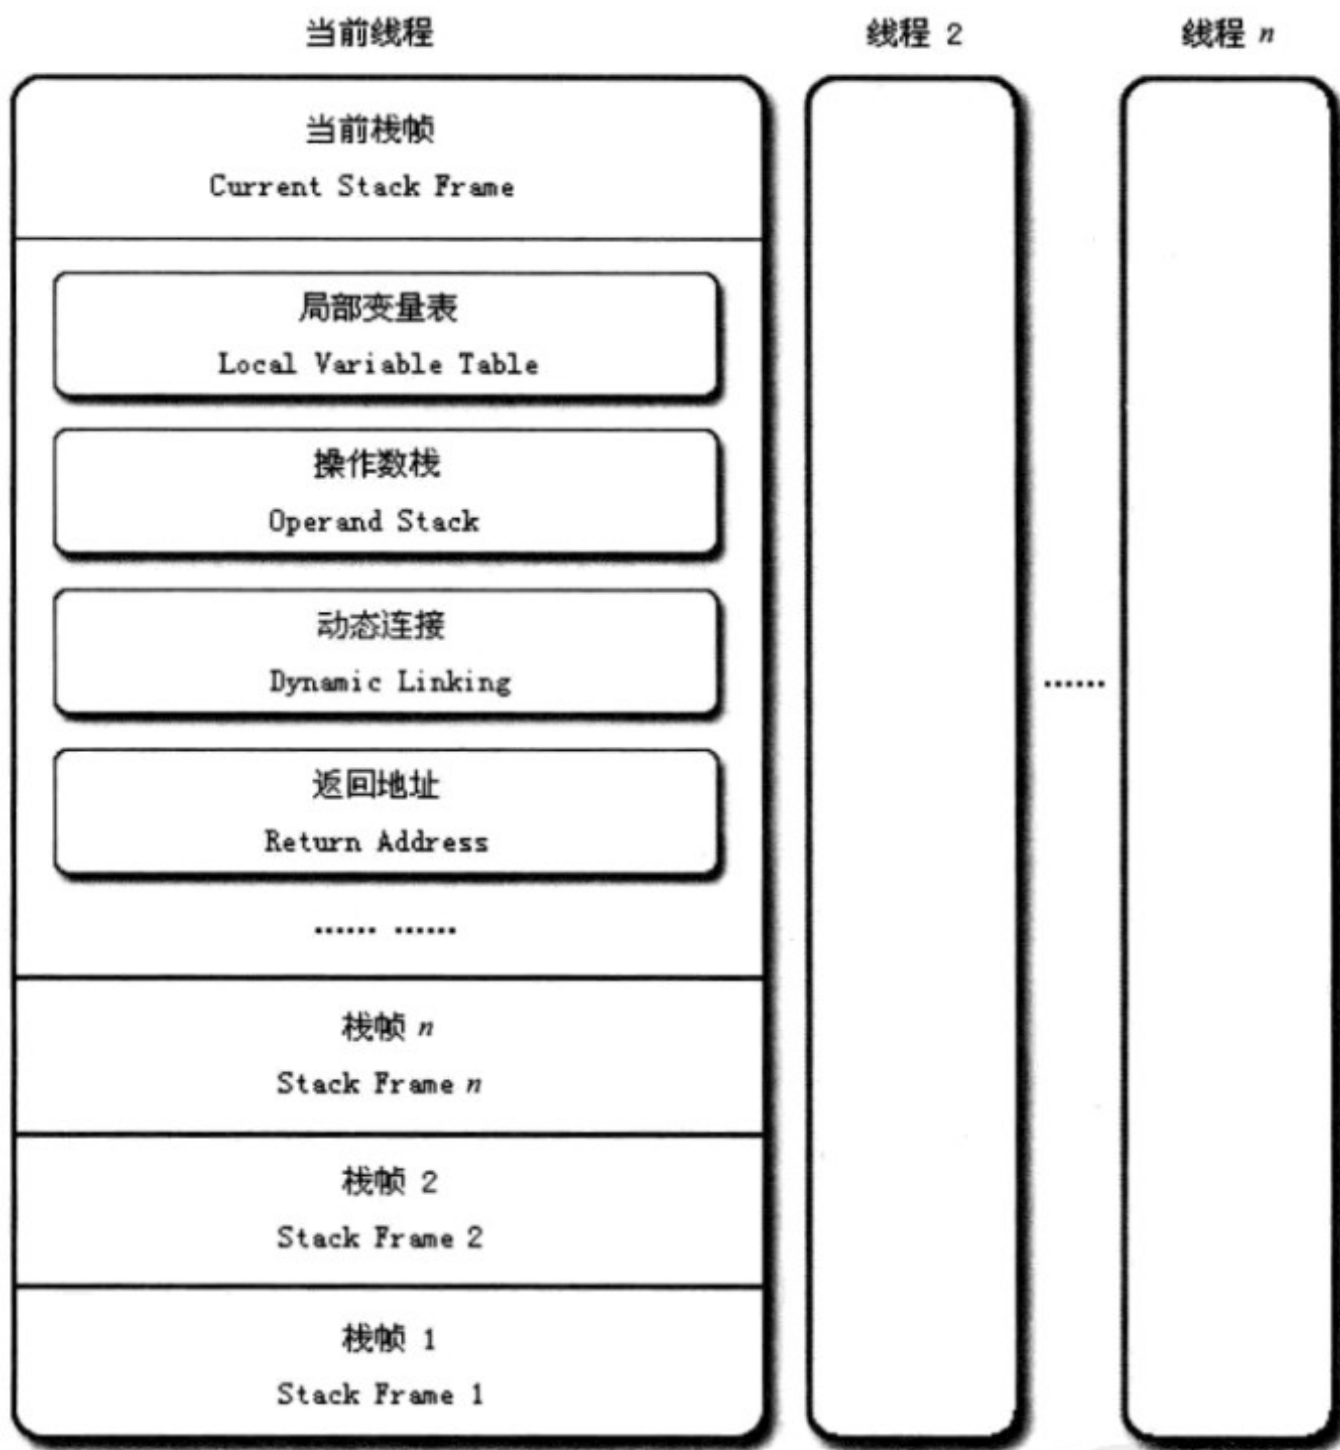 当前线程
线程 2
线程 n
当前栈帧
Current Stack Frame
局部变量表
Local Variable Table
操作数栈
Operand Stack
动态连接
Dynamic Linking
返回地址
Return Address
…… ……
……
栈帧 n
Stack Frame n
栈帧 2
Stack Frame 2
栈帧 1
Stack Frame 1